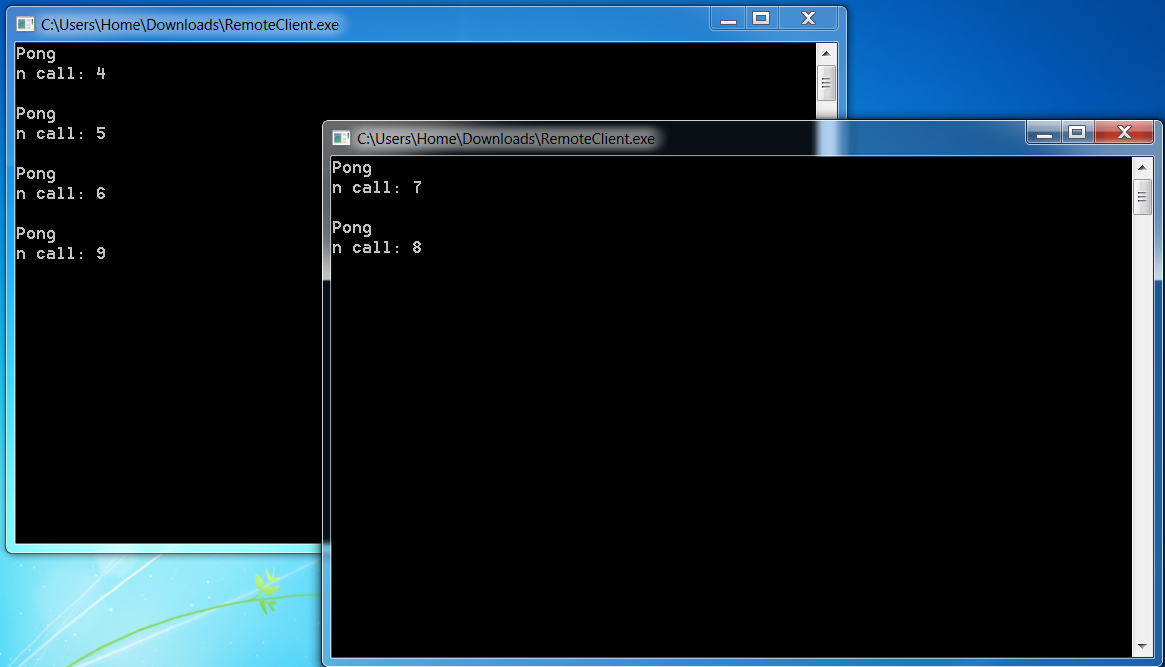 C:\Users\Home\Downloads\RemoteClient.exe
Pong
n call: 4
Pong
n call: 5
Pong
n call: 6
Pong
n call: 9
C:\Users\Home\Downloads\RemoteClient.exe
Pong
n call: 7
Pong
n call: 8